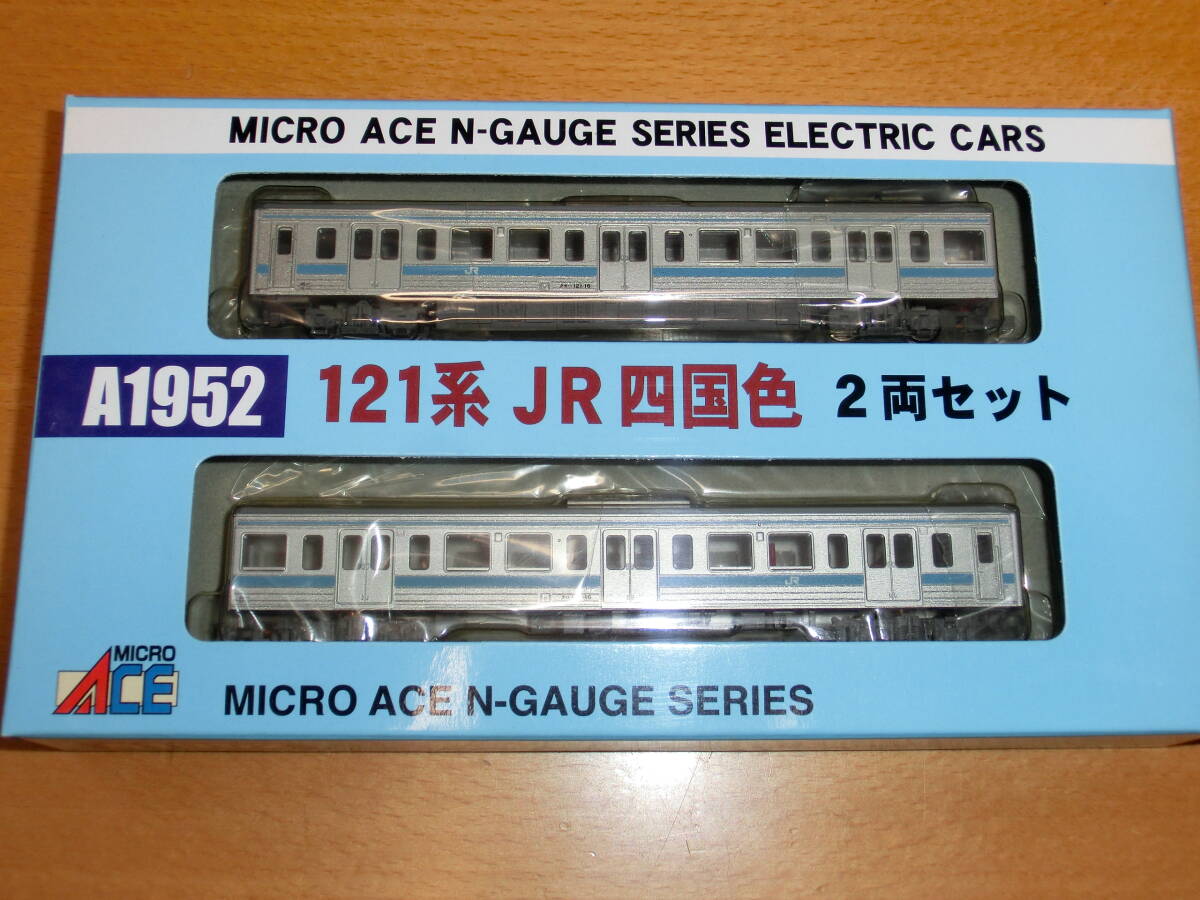 MICRO ACE N-GAUGE SERIES ELECTRIC CARS
JR
A1952 121系 JR 四国色 2両セット
JR
MICRO
ACE
MICRO ACE N-GAUGE SERIES